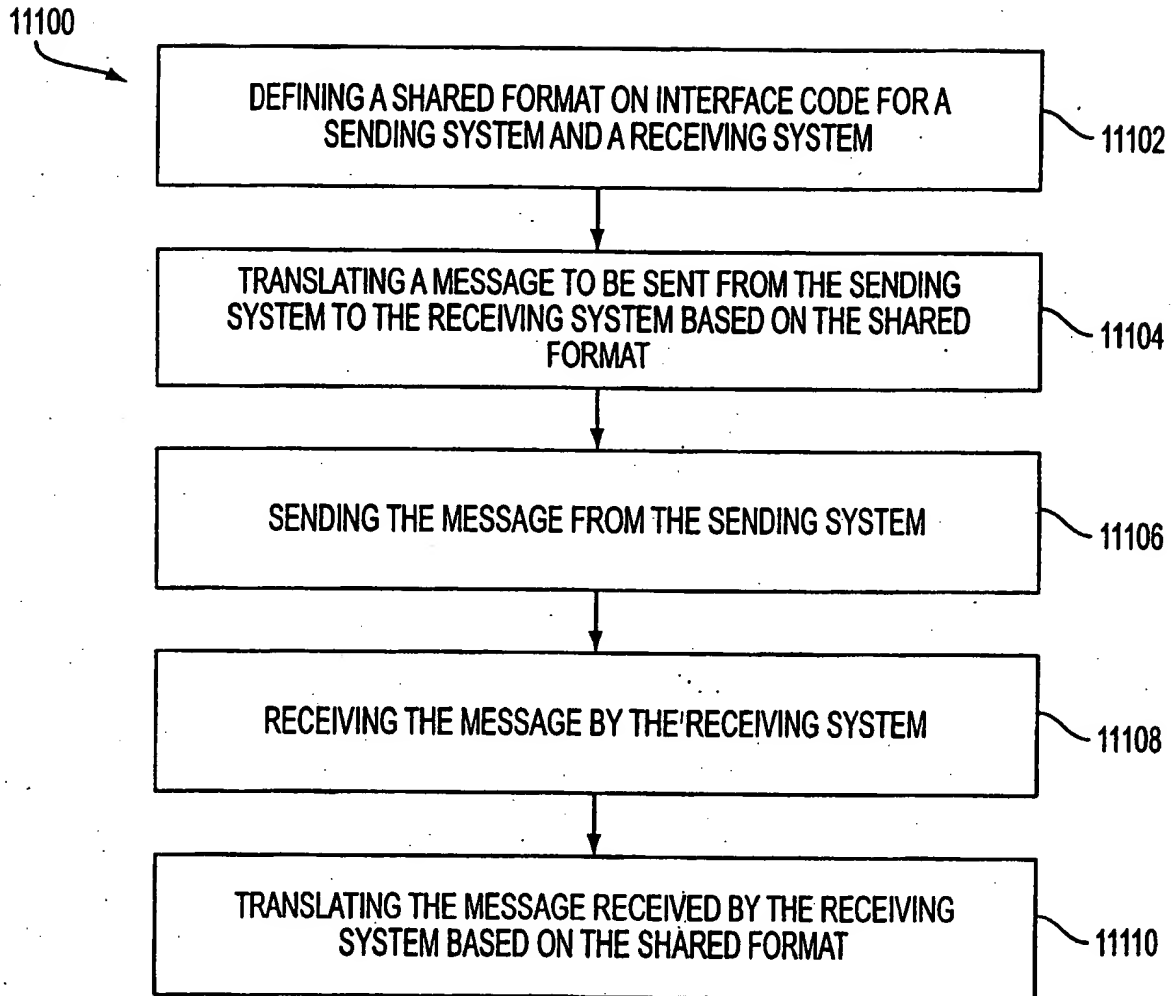 11100
DEFINING A SHARED FORMAT ON INTERFACE CODE FOR A
SENDING SYSTEM AND A RECEIVING SYSTEM
11102
TRANSLATING A MESSAGE TO BE SENT FROM THE SENDING
SYSTEM TO THE RECEIVING SYSTEM BASED ON THE SHARED
FORMAT
11104
SENDING THE MESSAGE FROM THE SENDING SYSTEM
11106
RECEIVING THE MESSAGE BY THE RECEIVING SYSTEM
11108
TRANSLATING THE MESSAGE RECEIVED BY THE RECEIVING
SYSTEM BASED ON THE SHARED FORMAT
11110